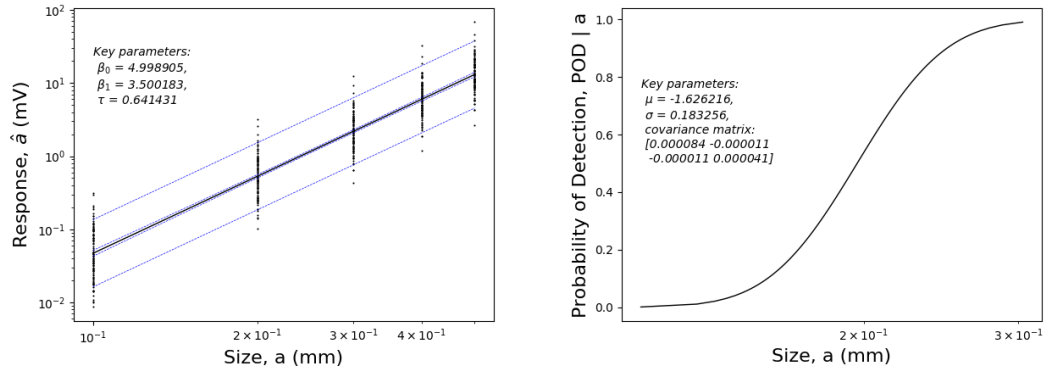 10²
10¹
10⁰
10⁻¹
10⁻²
Response, â (mV)
Key parameters:
β₀ = 4.998905,
β₁ = 3.500183,
τ = 0.641431
10⁻¹
2 × 10⁻¹
3 × 10⁻¹
4 × 10⁻¹
Size, a (mm)
1.0
0.8
0.6
0.4
0.2
0.0
Probability of Detection, POD | a
Key parameters:
μ = -1.626216,
σ = 0.183256,
covariance matrix:
[0.000084 -0.000011
-0.000011 0.000041]
2 × 10⁻¹
3 × 10⁻¹
Size, a (mm)